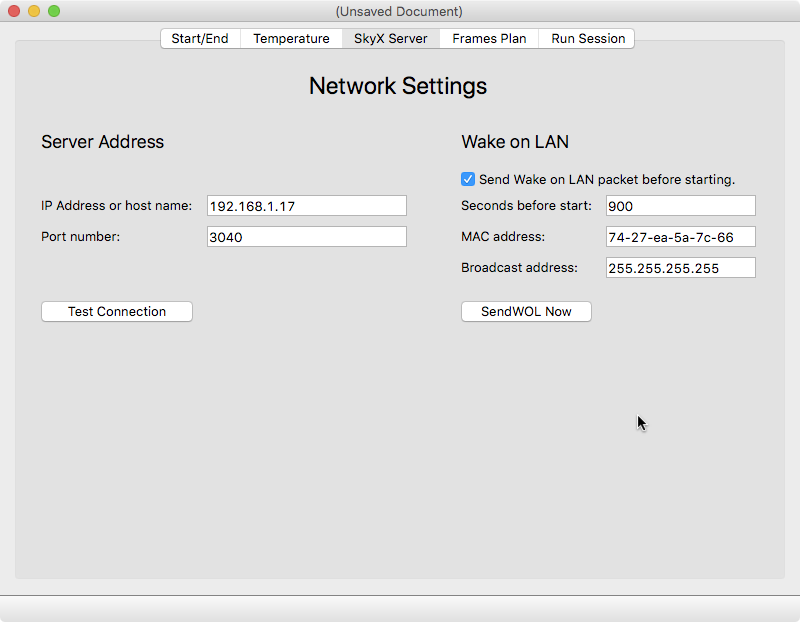 (Unsaved Document)
Start/End Temperature SkyX Server Frames Plan Run Session
Network Settings
Server Address
IP Address or host name: 192.168.1.17
Port number: 3040
Test Connection
Wake on LAN
Send Wake on LAN packet before starting.
Seconds before start: 900
MAC address: 74-27-ea-5a-7c-66
Broadcast address: 255.255.255.255
SendWOL Now